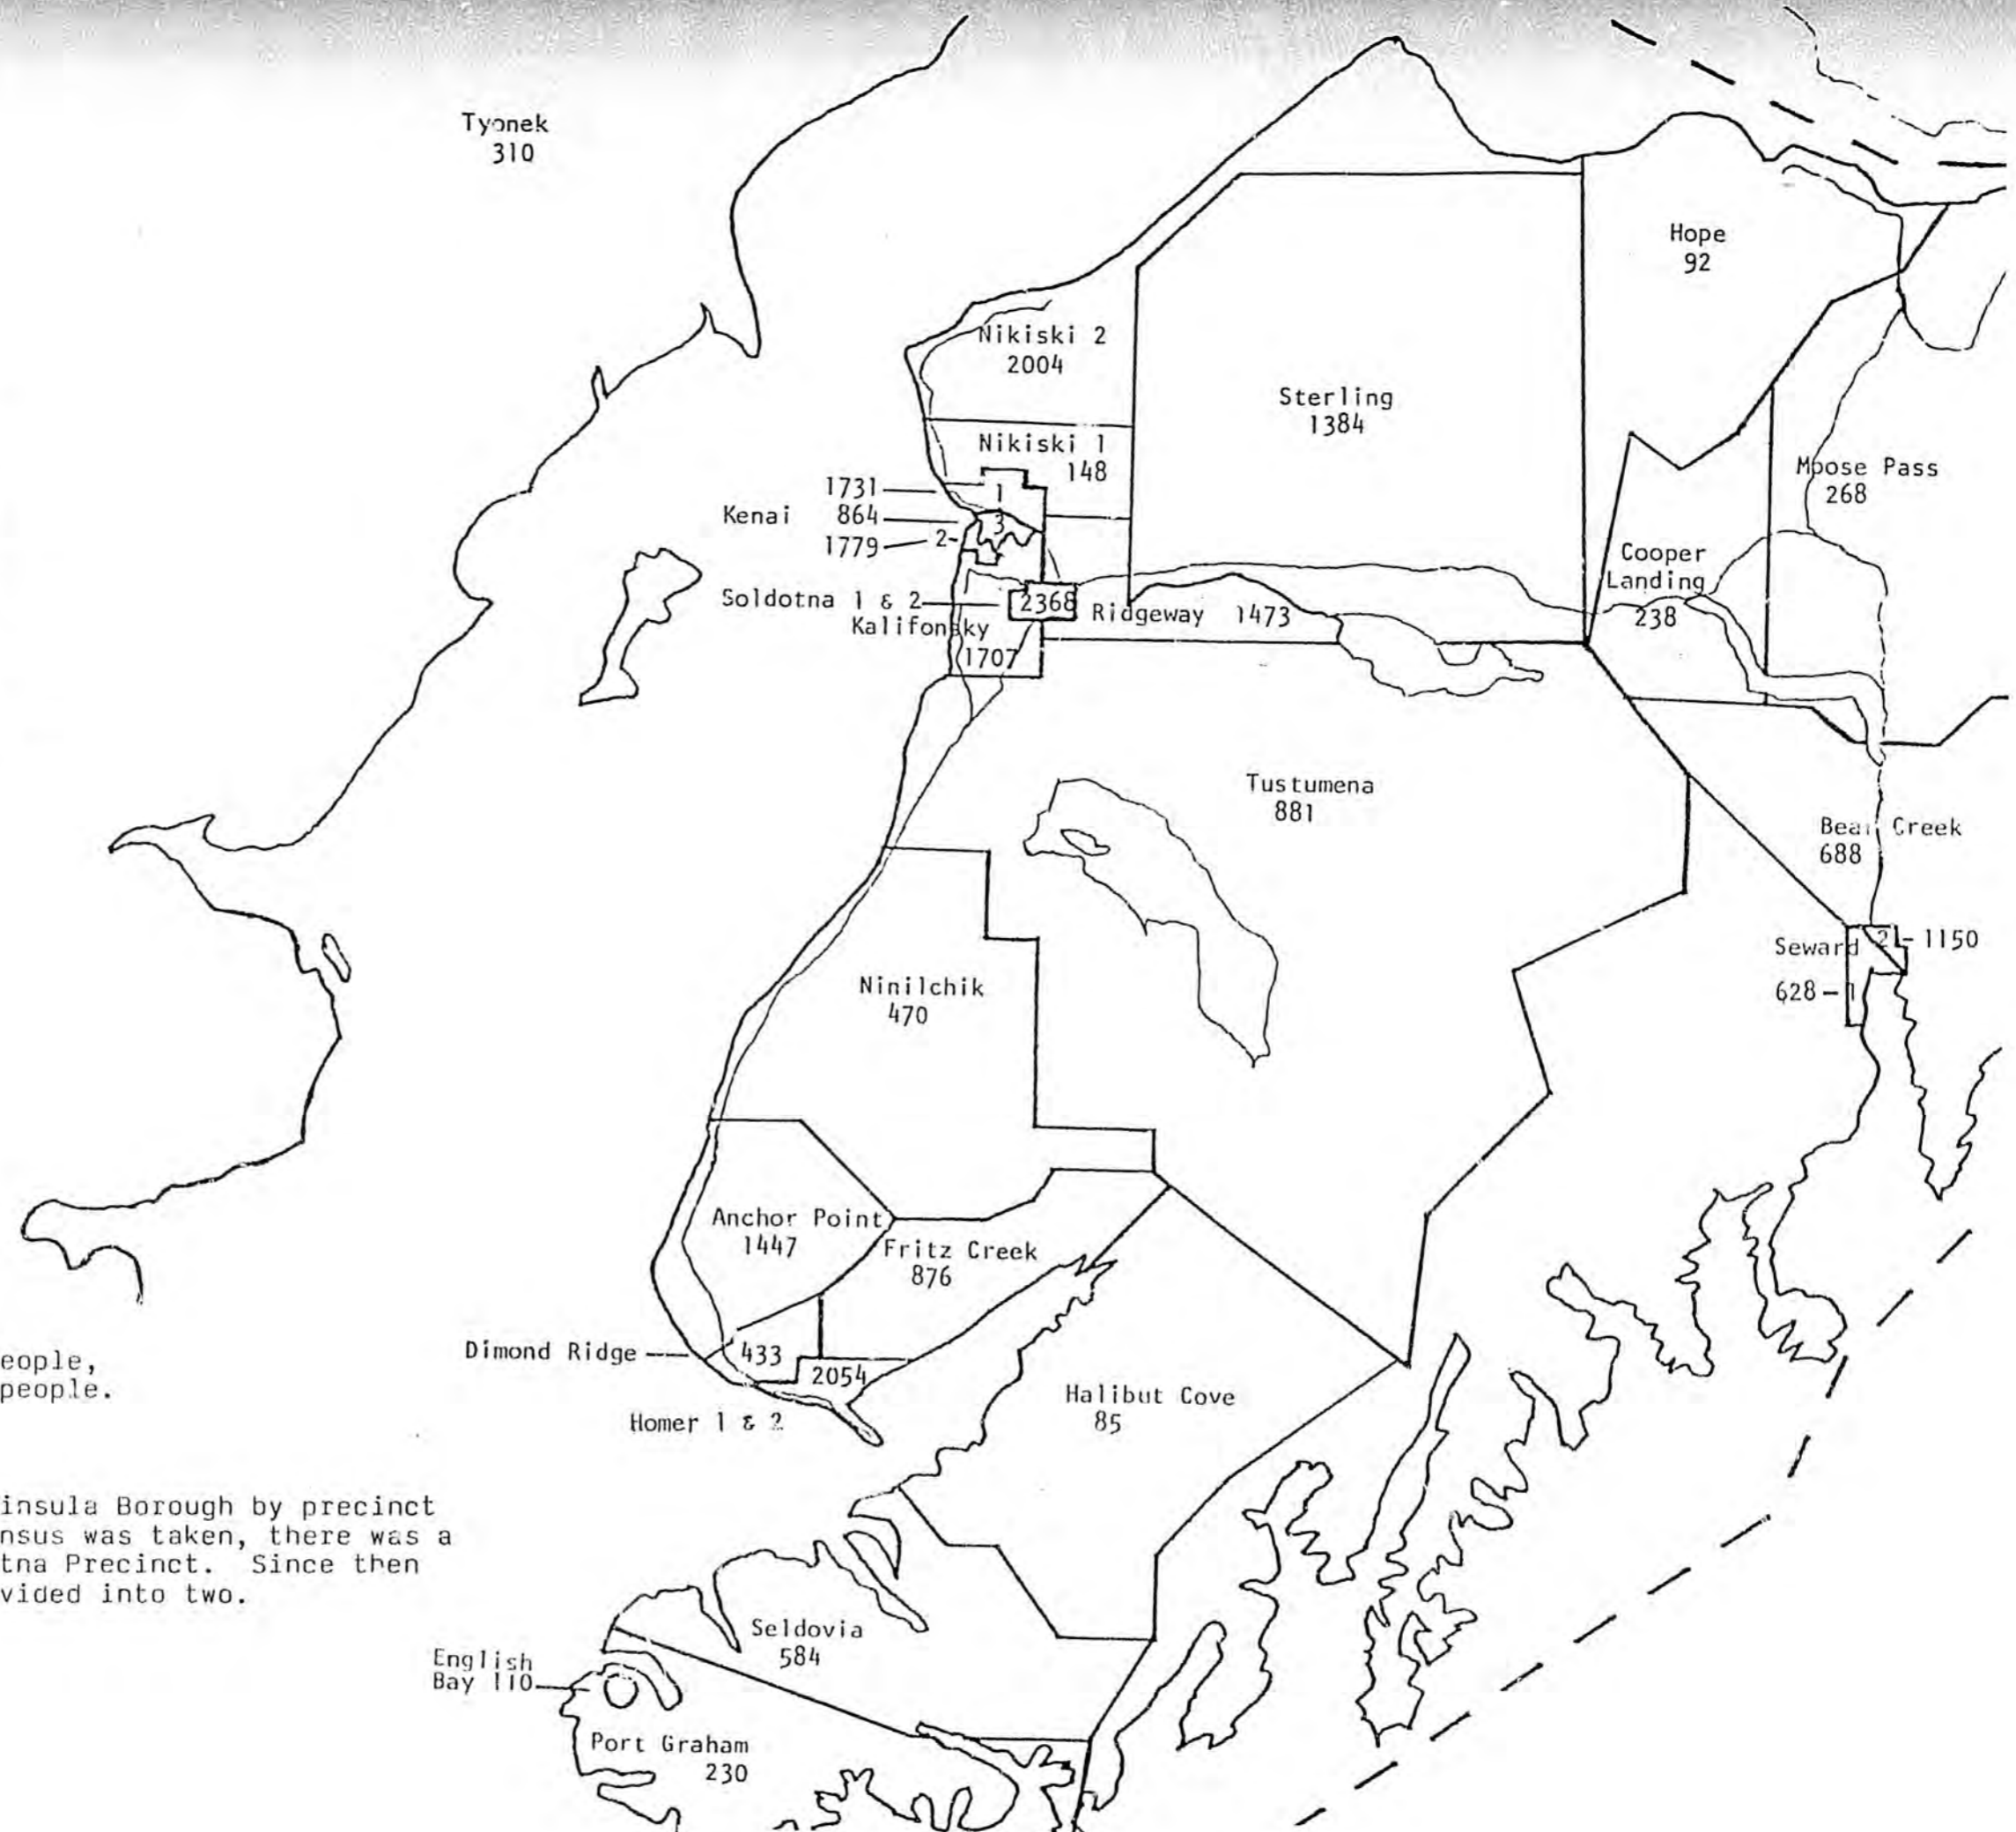 Tyonek
310
Hope
92
Nikiski 2
2004
Sterling
1384
Nikiski 1
148
Moose Pass
268
1731
1
Kenai 864
3
1779
2
Cooper
Landing
238
Soldotna 1 & 2
2368
Ridgeway 1473
Kalifonsky
1707
Tustumena
881
Bear Creek
688
Seward
2 - 1150
628 - 1
Ninilchik
470
Anchor Point
1447
Fritz Creek
876
Dimond Ridge
433
2054
Homer 1 & 2
Halibut Cove
85
eople,
people.
insula Borough by precinct
nsus was taken, there was a
tna Precinct. Since then
vided into two.
Seldovia
584
English
Bay 110
Port Graham
230